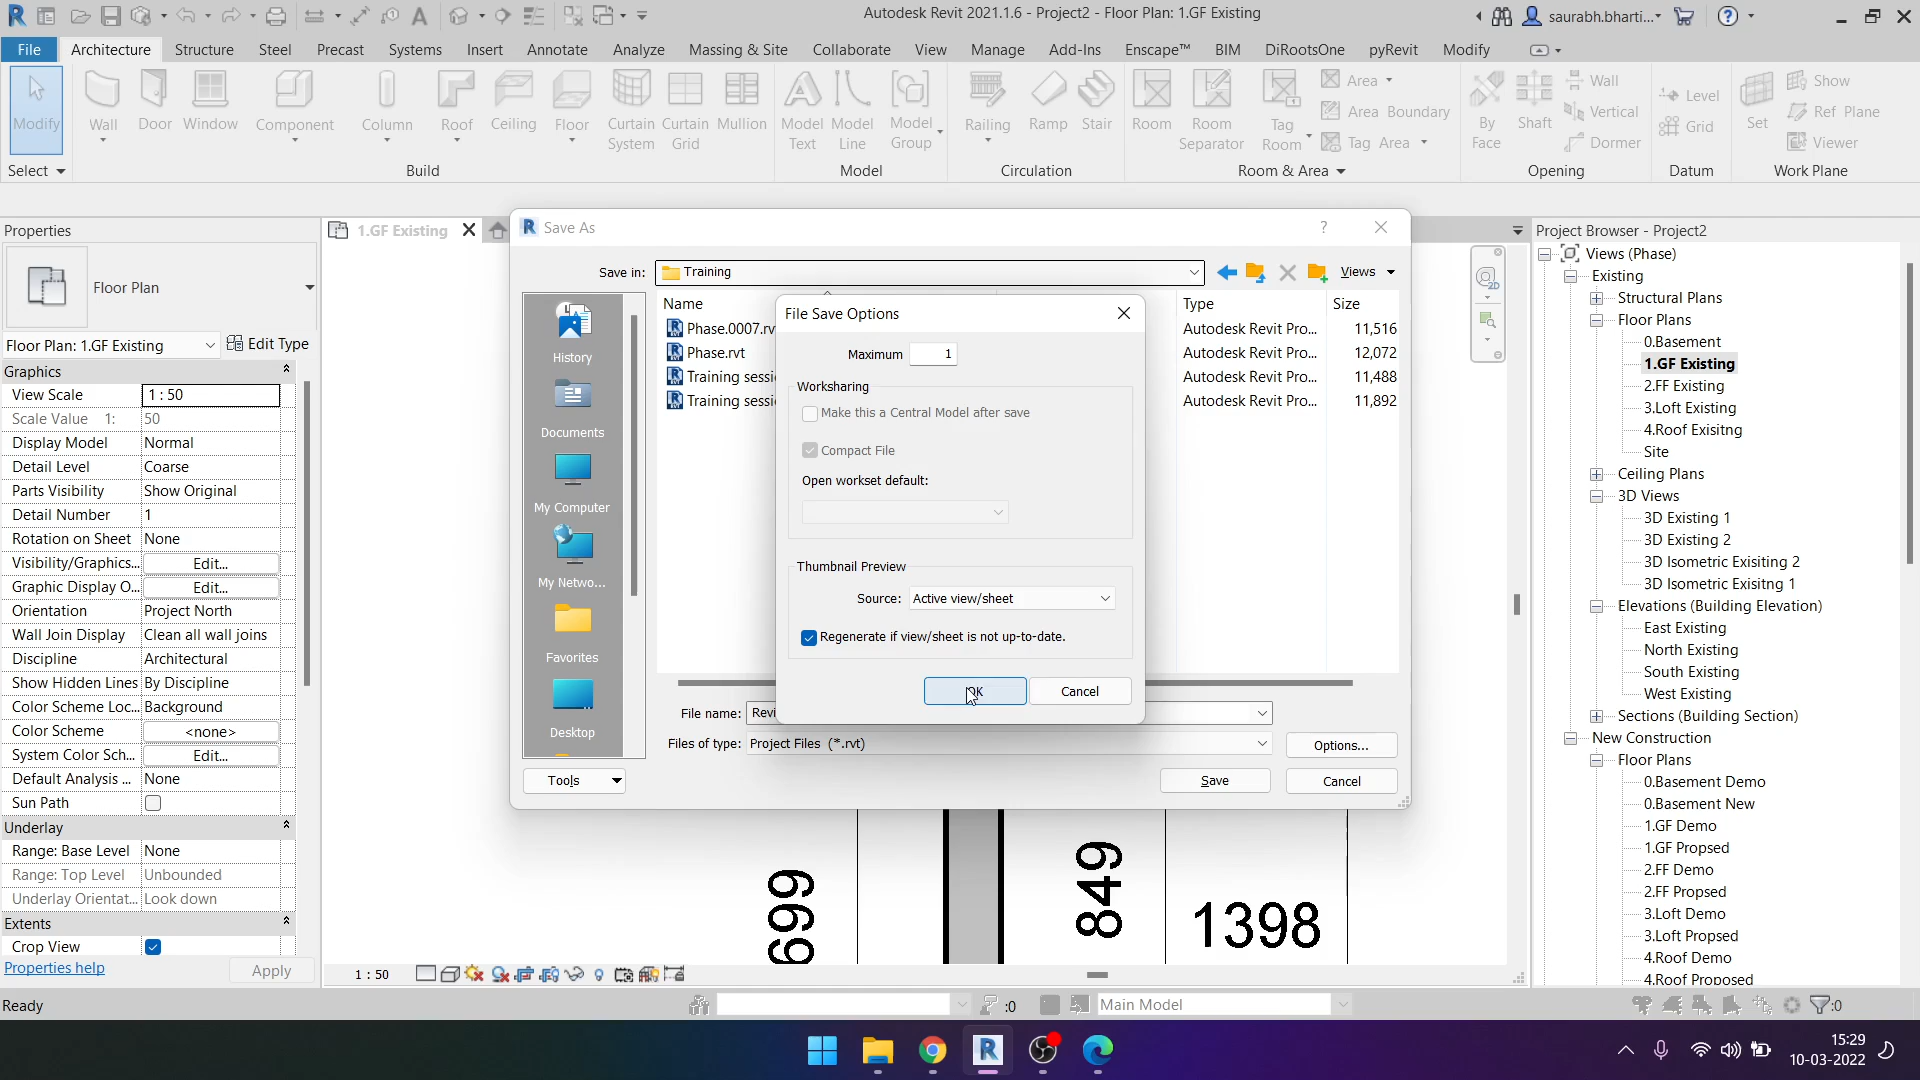 Autodesk Revit 2021.1.6 - Project2 - Floor Plan: 1.GF Existing
saurabh.bharti...
File Architecture Structure Steel Precast Systems Insert Annotate Analyze Massing & Site Collaborate View Manage Add-Ins Enscape™ BIM DiRootsOne pyRevit Modify
Modify
Wall
Door
Window
Component
Column
Roof
Ceiling
Floor
Curtain System
Curtain Grid
Mullion
Model Text
Model Line
Model Group
Railing
Ramp
Stair
Room
Room Separator
Tag Room
Area
Area Boundary
Tag Area
By Face
Shaft
Wall
Vertical
Dormer
Level
Grid
Set
Show
Ref Plane
Viewer
Select Build Model Circulation Room & Area Opening Datum Work Plane
Properties
Floor Plan
Floor Plan: 1.GF Existing Edit Type
Graphics
View Scale 1 : 50
Scale Value 1: 50
Display Model Normal
Detail Level Coarse
Parts Visibility Show Original
Detail Number 1
Rotation on Sheet None
Visibility/Graphics... Edit...
Graphic Display O... Edit...
Orientation Project North
Wall Join Display Clean all wall joins
Discipline Architectural
Show Hidden Lines By Discipline
Color Scheme Loc... Background
Color Scheme <none>
System Color Sch... Edit...
Default Analysis ... None
Sun Path
Underlay
Range: Base Level None
Range: Top Level Unbounded
Underlay Orientat... Look down
Extents
Crop View
Properties help Apply
1.GF Existing
Save As
Save in: Training Views
History
Documents
My Computer
My Netwo...
Favorites
Desktop
Name Type Size
Phase.0007.rv Autodesk Revit Pro... 11,516
Phase.rvt Autodesk Revit Pro... 12,072
Training sessi Autodesk Revit Pro... 11,488
Training sessi Autodesk Revit Pro... 11,892
File name: Revi
Files of type: Project Files (*.rvt) Options...
Tools Save Cancel
File Save Options
Maximum 1
Worksharing
Make this a Central Model after save
Compact File
Open workset default:
Thumbnail Preview
Source: Active view/sheet
Regenerate if view/sheet is not up-to-date.
OK Cancel
2D
699
849
1398
1 : 50
Project Browser - Project2
Views (Phase)
Existing
Structural Plans
Floor Plans
0.Basement
1.GF Existing
2.FF Existing
3.Loft Existing
4.Roof Exisitng
Site
Ceiling Plans
3D Views
3D Existing 1
3D Existing 2
3D Isometric Exisiting 2
3D Isometric Exisitng 1
Elevations (Building Elevation)
East Existing
North Existing
South Existing
West Existing
Sections (Building Section)
New Construction
Floor Plans
0.Basement Demo
0.Basement New
1.GF Demo
1.GF Propsed
2.FF Demo
2.FF Propsed
3.Loft Demo
3.Loft Propsed
4.Roof Demo
4.Roof Proposed
Ready :0 Main Model :0
15:29
10-03-2022